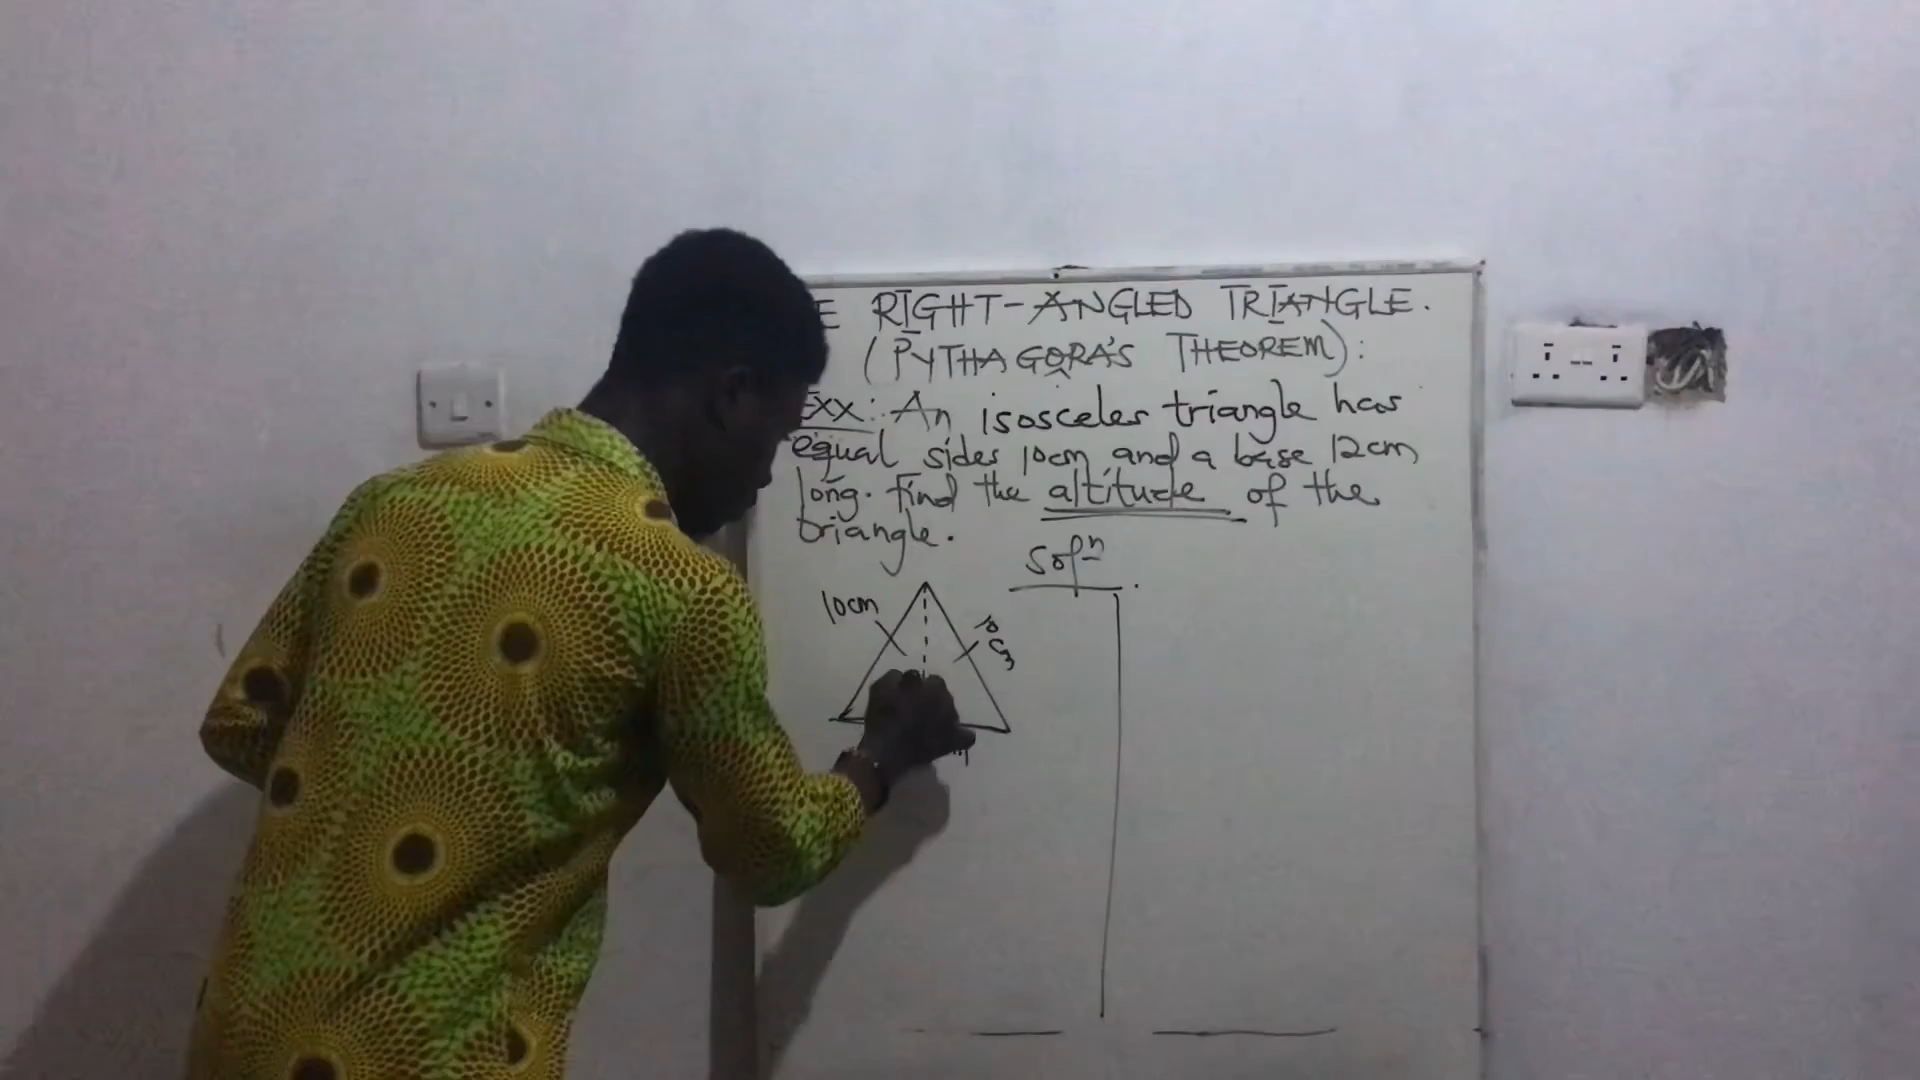 E RIGHT-ANGLED TRIANGLE.
(PYTHAGORA'S THEOREM):
EXX: An isosceles triangle has
equal sides 10cm and a base 12cm
long. Find the altitude of the
triangle.
Solⁿ
10cm
10cm